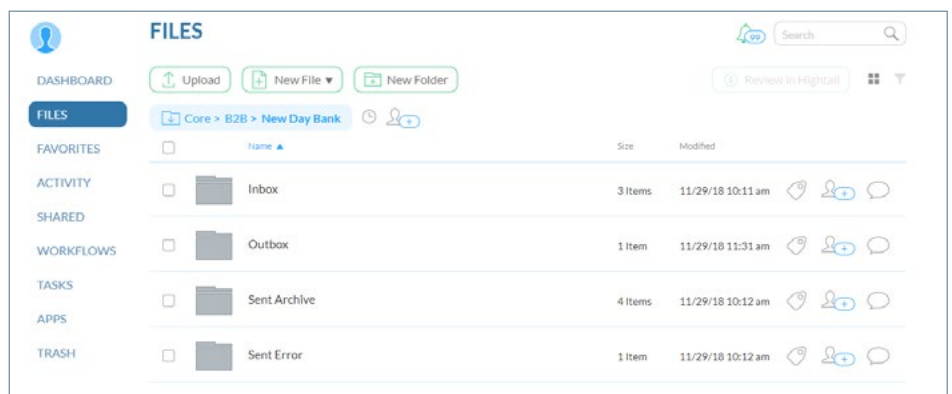 FILES
99
Search
DASHBOARD
Upload
New File
New Folder
Review in Hightail
FILES
Core > B2B > New Day Bank
FAVORITES
Name
Size
Modified
ACTIVITY
Inbox
3 Items
11/29/18 10:11 am
SHARED
WORKFLOWS
Outbox
1 Item
11/29/18 11:31 am
TASKS
Sent Archive
4 Items
11/29/18 10:12 am
APPS
TRASH
Sent Error
1 Item
11/29/18 10:12 am